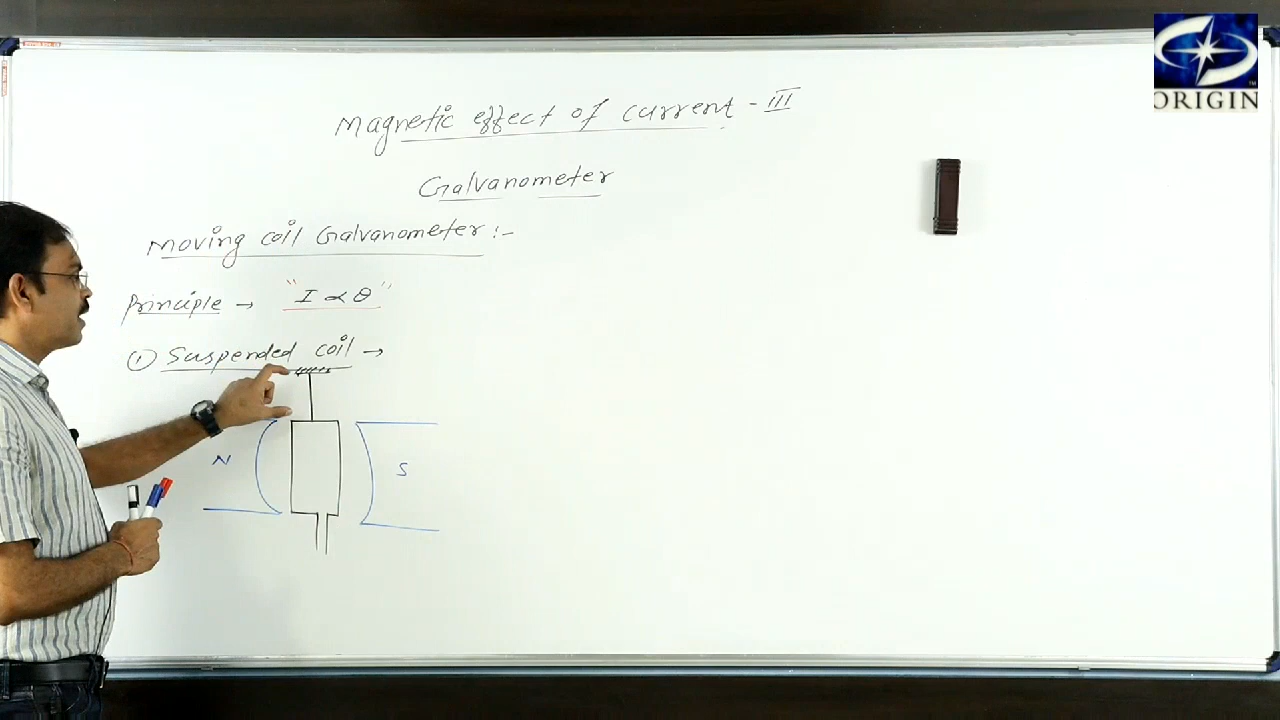 Magnetic effect of current - III
Galvanometer
Moving coil Galvanometer :-
Principle → "I ∝ θ"
① Suspended coil →
N S
ORIGIN